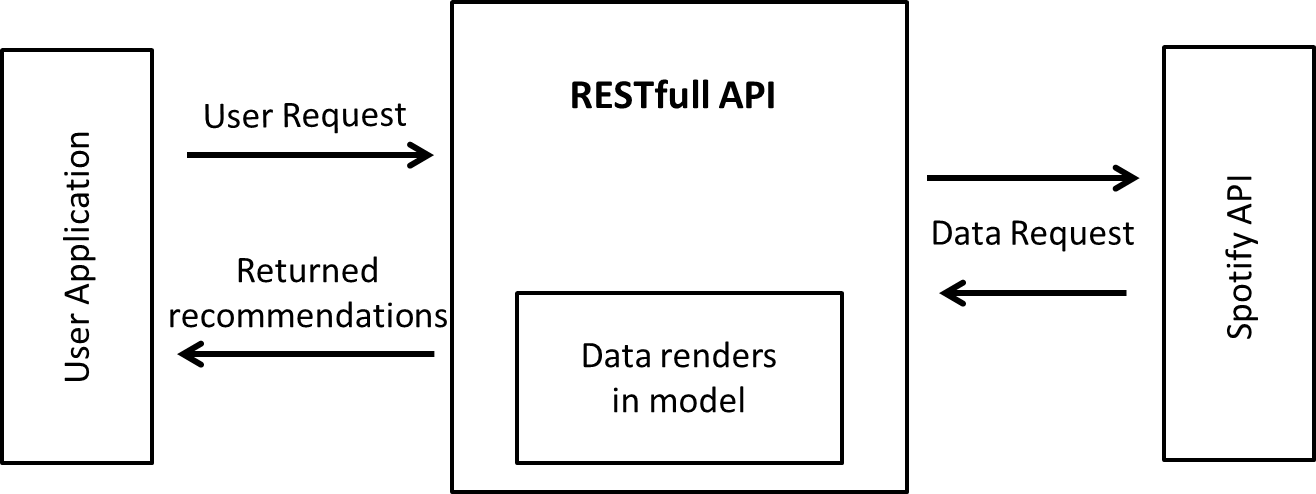 User Application
User Request
Returned
recommendations
RESTfull API
Data renders
in model
Data Request
Spotify API